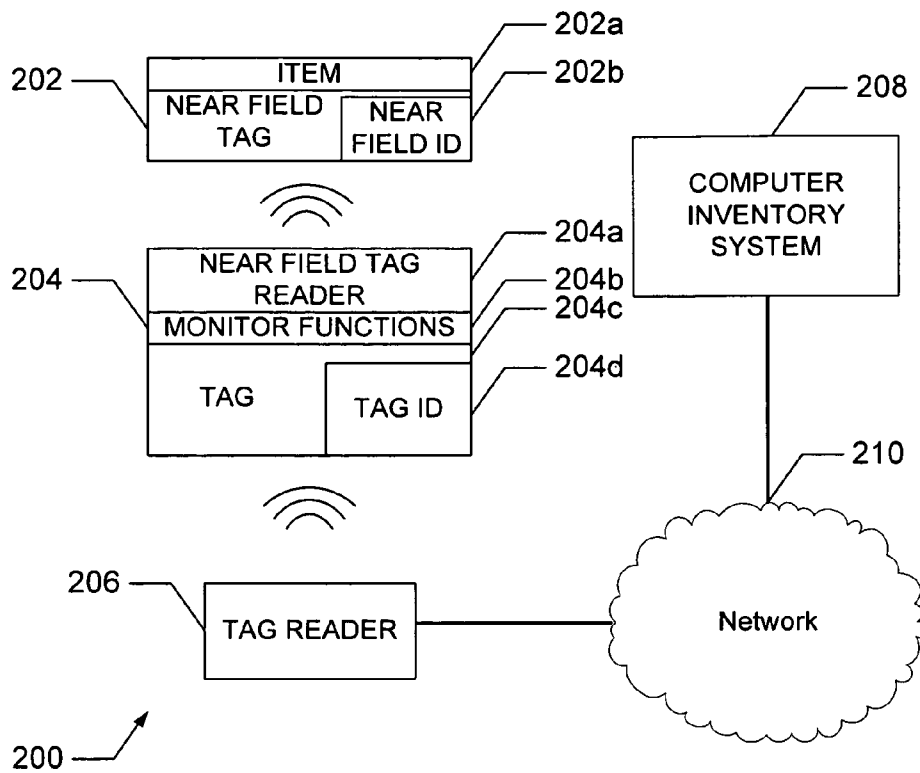 202a
202
ITEM
202b
NEAR FIELD
TAG
NEAR
FIELD ID
208
COMPUTER
INVENTORY
SYSTEM
204a
204
NEAR FIELD TAG
READER
204b
MONITOR FUNCTIONS
204c
TAG
TAG ID
204d
210
206
TAG READER
Network
200